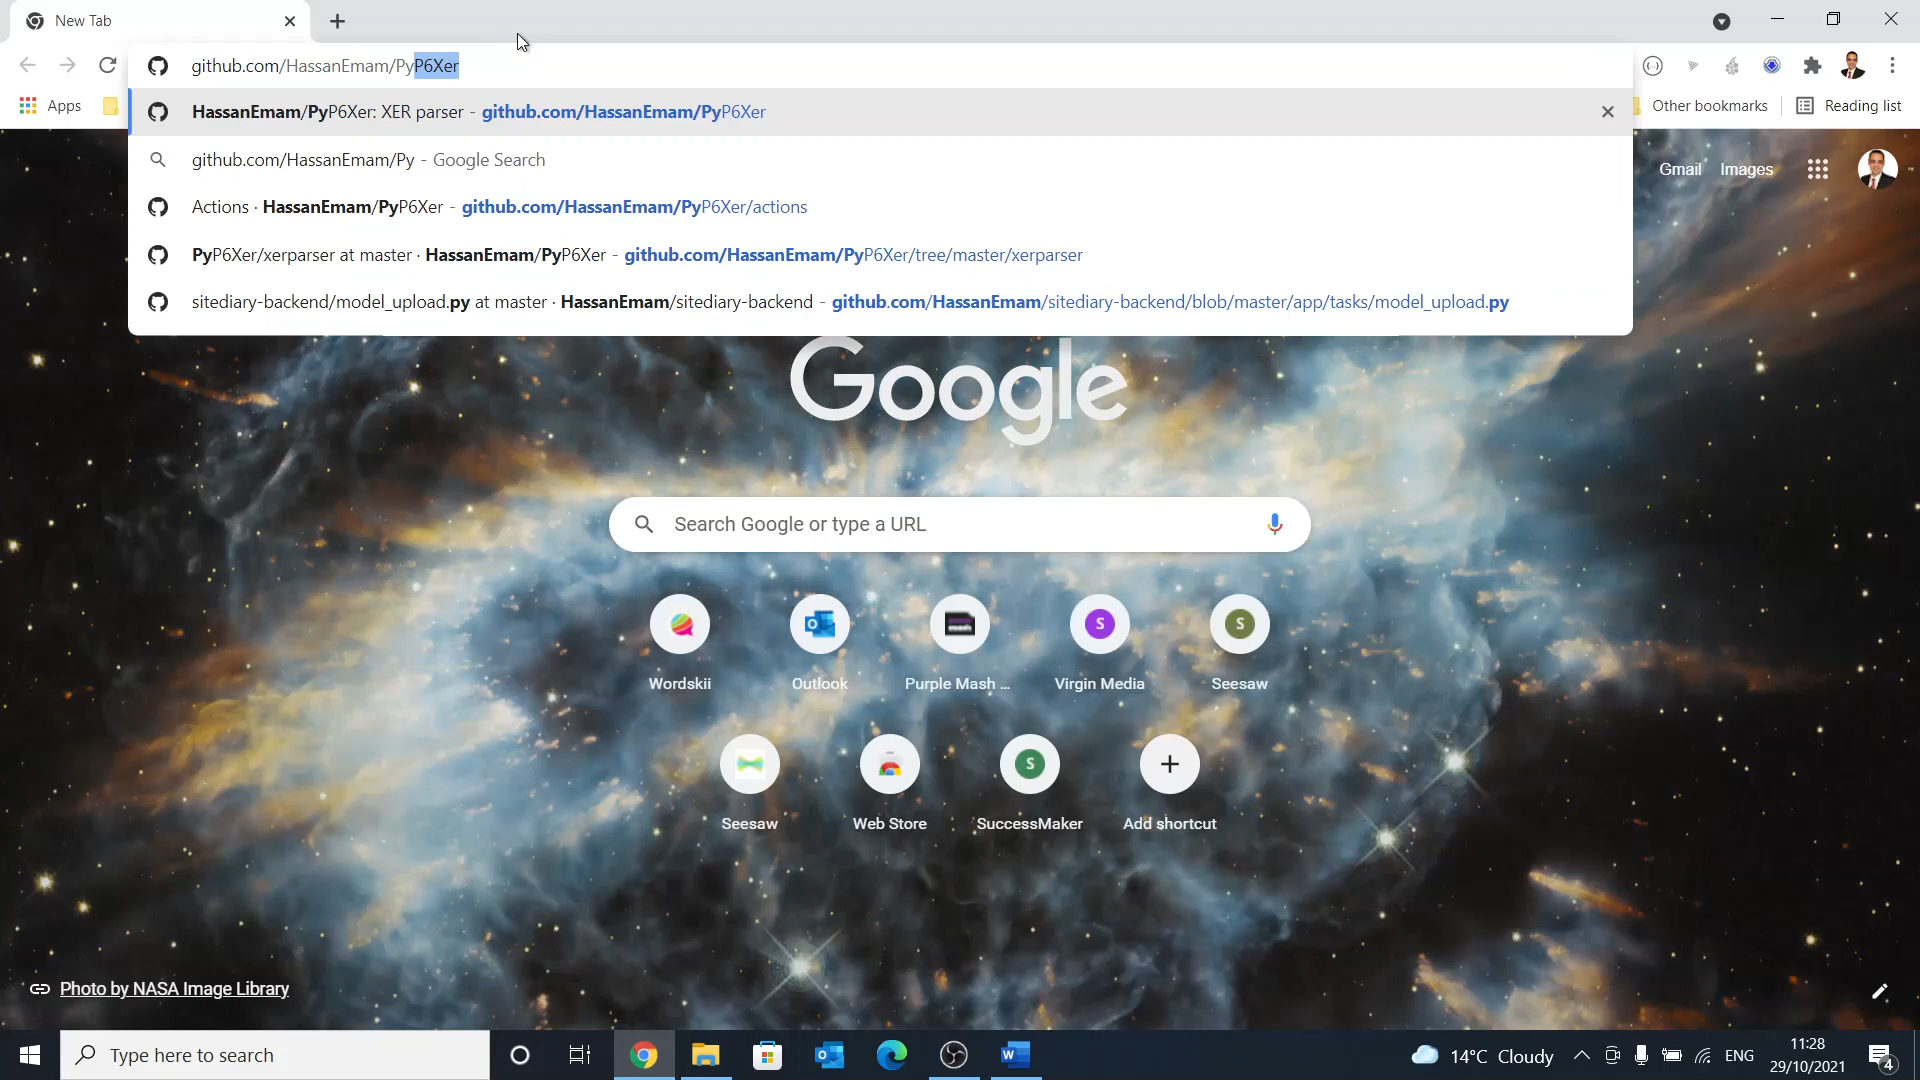 New Tab
github.com/HassanEmam/PyP6Xer
Apps
Other bookmarks
Reading list
HassanEmam/PyP6Xer: XER parser - github.com/HassanEmam/PyP6Xer
github.com/HassanEmam/Py - Google Search
Actions · HassanEmam/PyP6Xer - github.com/HassanEmam/PyP6Xer/actions
PyP6Xer/xerparser at master · HassanEmam/PyP6Xer - github.com/HassanEmam/PyP6Xer/tree/master/xerparser
sitediary-backend/model_upload.py at master · HassanEmam/sitediary-backend - github.com/HassanEmam/sitediary-backend/blob/master/app/tasks/model_upload.py
Gmail Images
Google
Search Google or type a URL
S
S
Wordskii
Outlook
Purple Mash ...
Virgin Media
Seesaw
S
Seesaw
Web Store
SuccessMaker
Add shortcut
Photo by NASA Image Library
Type here to search
14°C Cloudy
ENG
11:28
29/10/2021
4